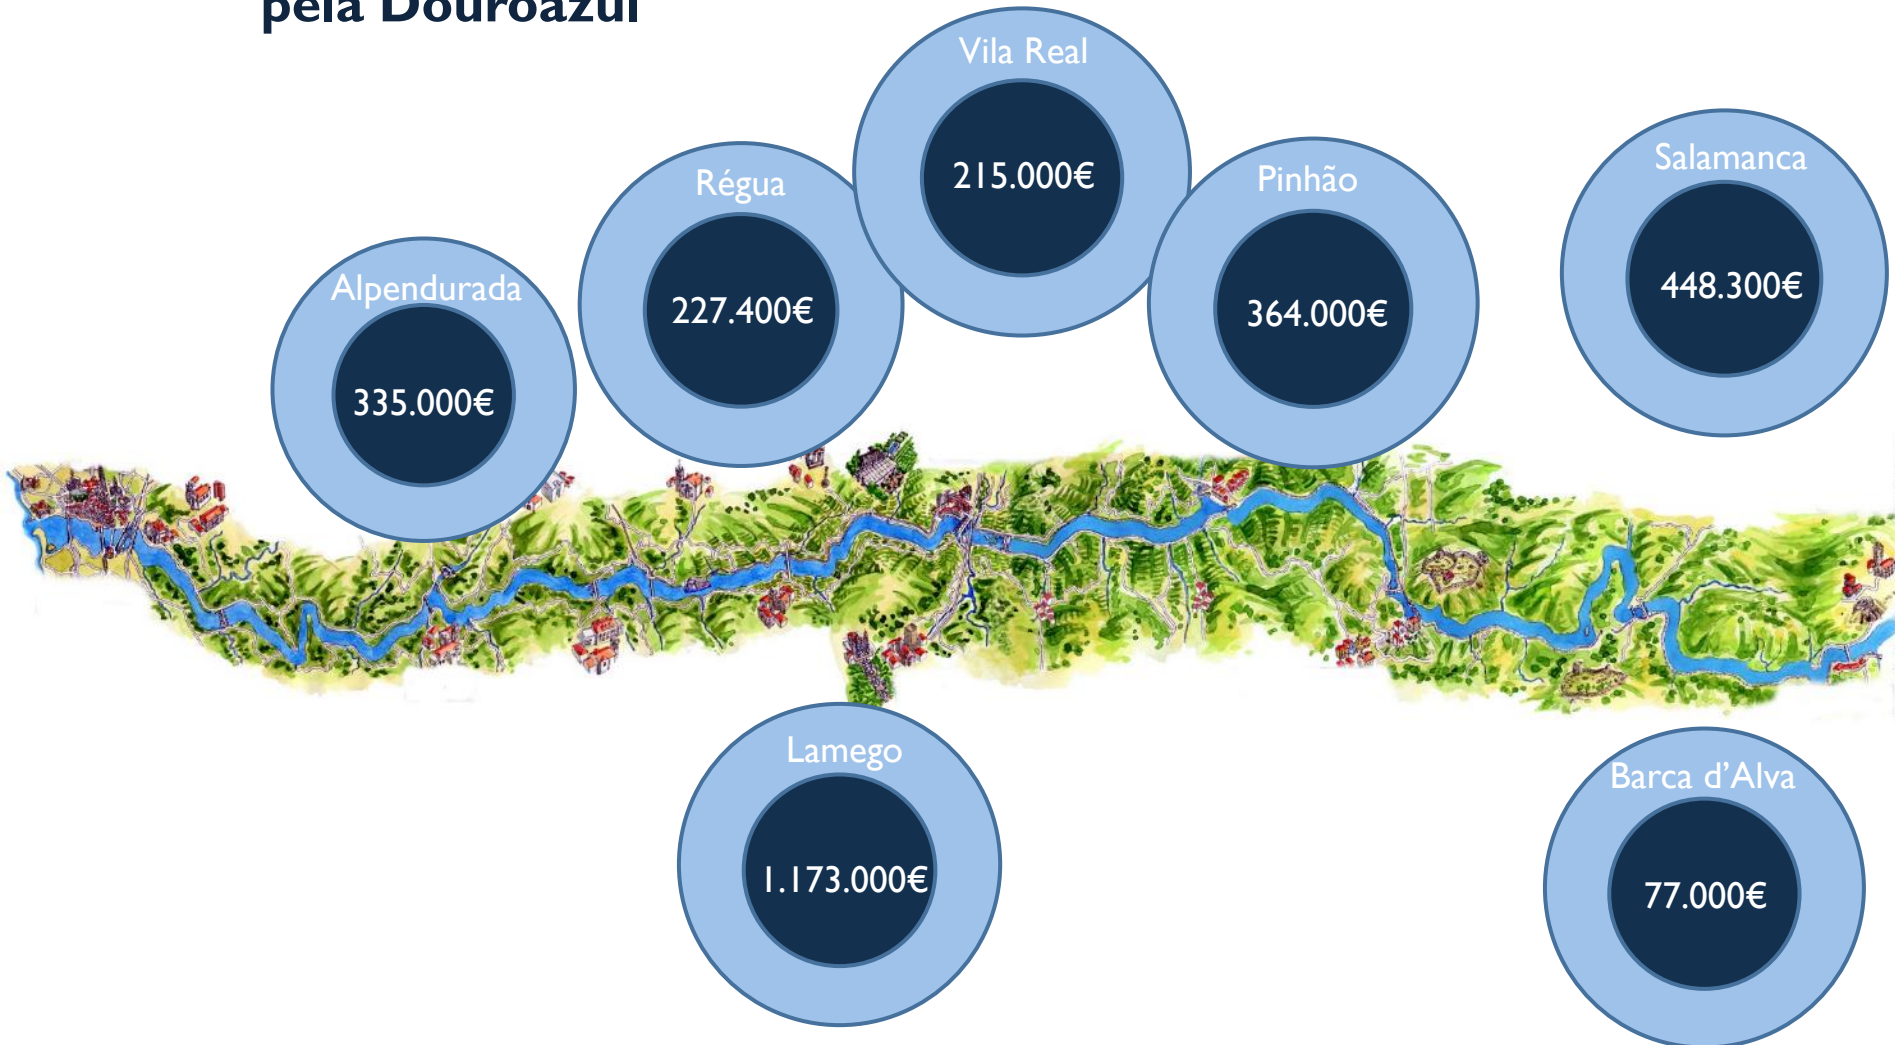 pela Douroazul
Vila Real
215.000€
Salamanca
448.300€
Régua
227.400€
Pinhão
364.000€
Alpendurada
335.000€
Lamego
1.173.000€
Barca d’Alva
77.000€